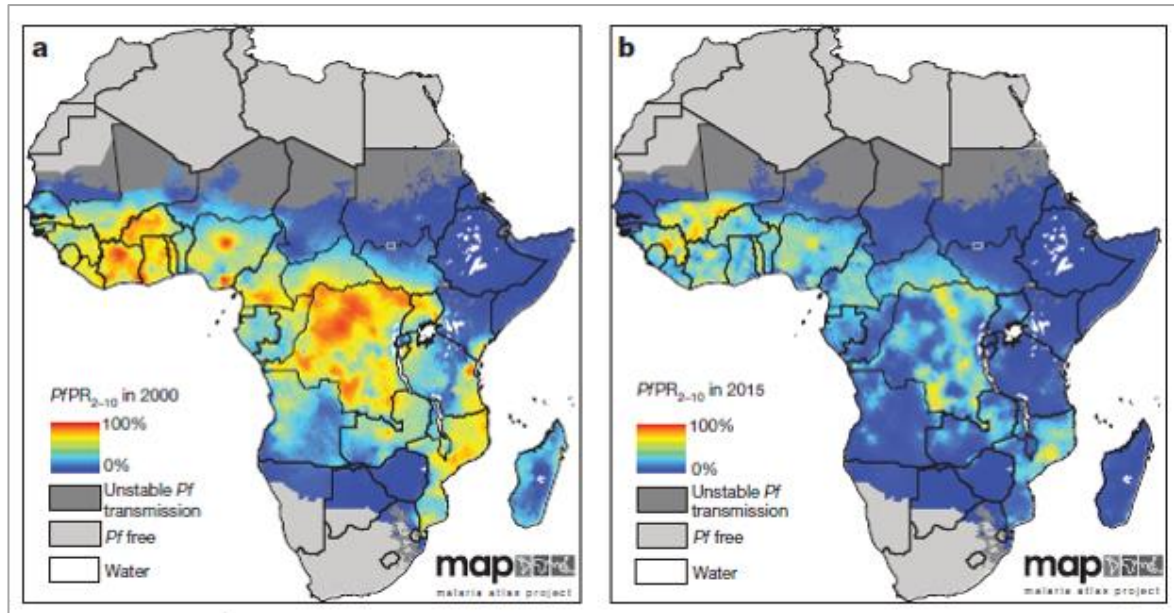 a
PfPR2–10 in 2000
100%
0%
Unstable Pf
transmission
Pf free
Water
map
malaria atlas project
b
PfPR2–10 in 2015
100%
0%
Unstable Pf
transmission
Pf free
Water
map
malaria atlas project